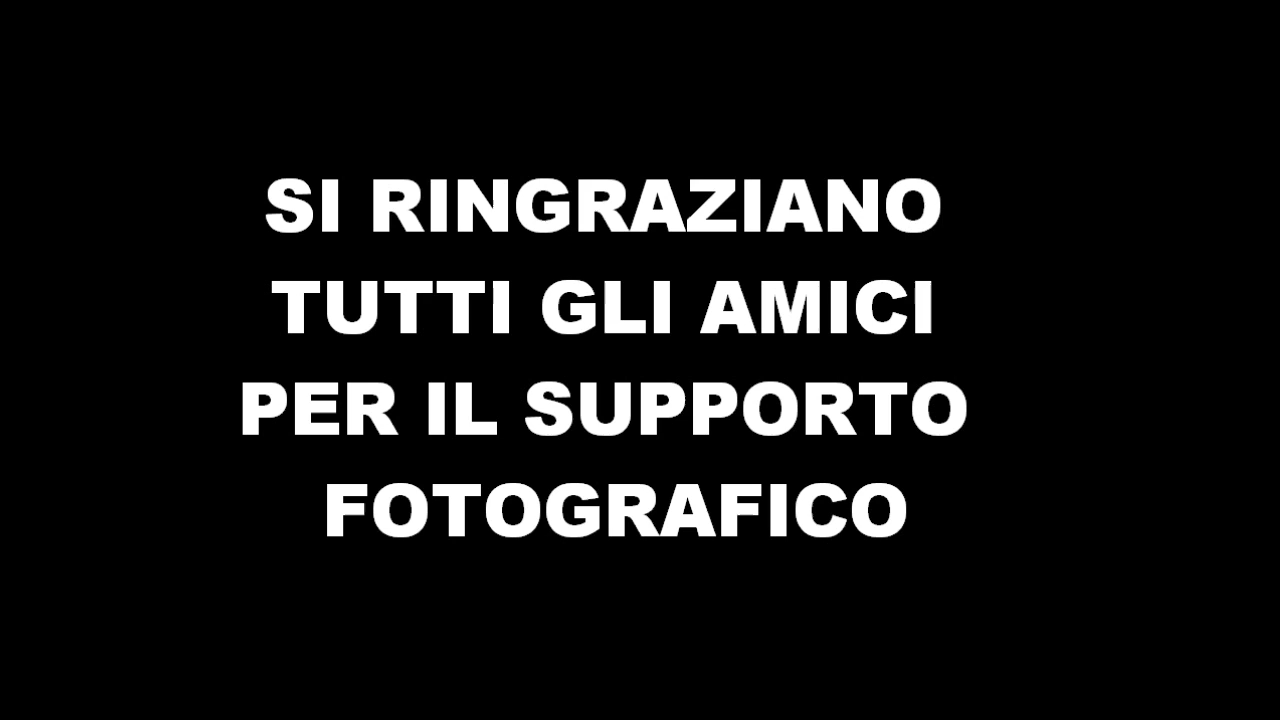 SI RINGRAZIANO
TUTTI GLI AMICI
PER IL SUPPORTO
FOTOGRAFICO